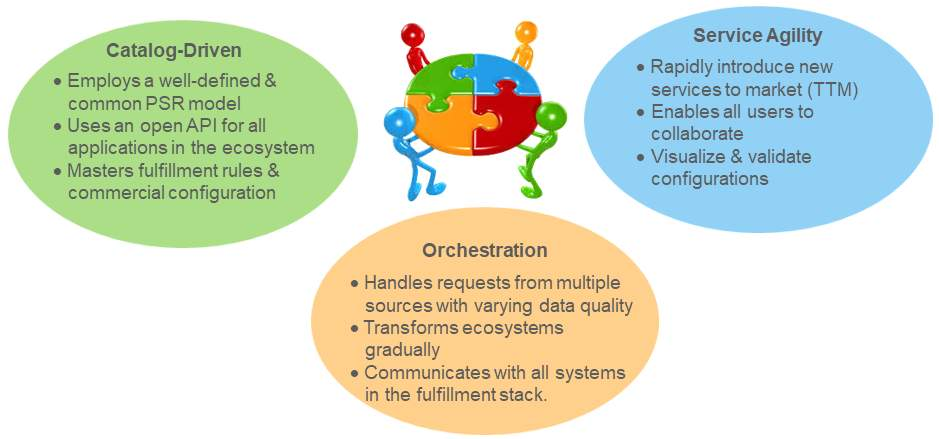 Catalog-Driven
• Employs a well-defined &
common PSR model
• Uses an open API for all
applications in the ecosystem
• Masters fulfillment rules &
commercial configuration
Service Agility
• Rapidly introduce new
services to market (TTM)
• Enables all users to
collaborate
• Visualize & validate
configurations
Orchestration
• Handles requests from multiple
sources with varying data quality
• Transforms ecosystems
gradually
• Communicates with all systems
in the fulfillment stack.